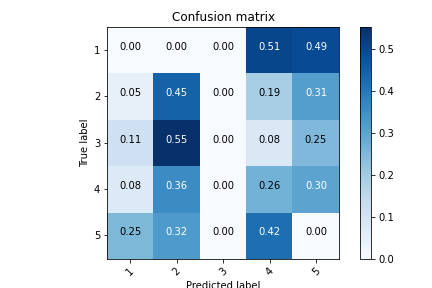 Confusion matrix
1 0.00 0.00 0.00 0.51 0.49
2 0.05 0.45 0.00 0.19 0.31
3 0.11 0.55 0.00 0.08 0.25
4 0.08 0.36 0.00 0.26 0.30
5 0.25 0.32 0.00 0.42 0.00
1 2 3 4 5
True label
Predicted label
0.5
0.4
0.3
0.2
0.1
0.0